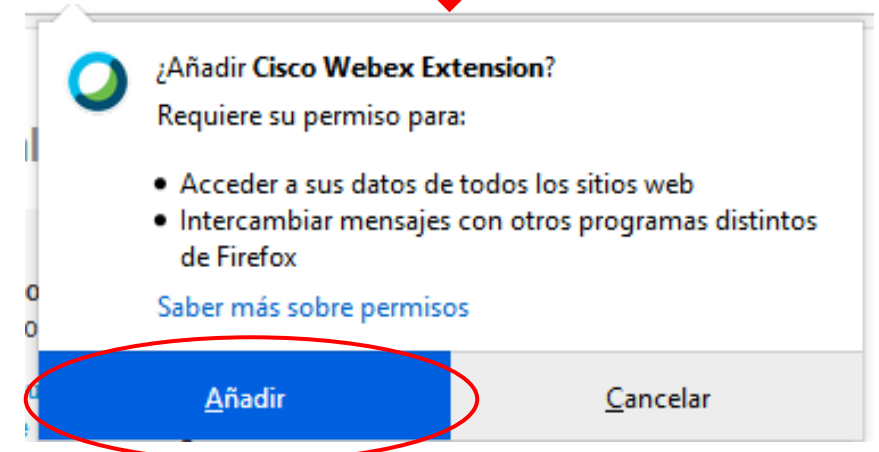 ¿Añadir Cisco Webex Extension?
Requiere su permiso para:
• Acceder a sus datos de todos los sitios web
• Intercambiar mensajes con otros programas distintos
de Firefox
Saber más sobre permisos
Añadir
Cancelar